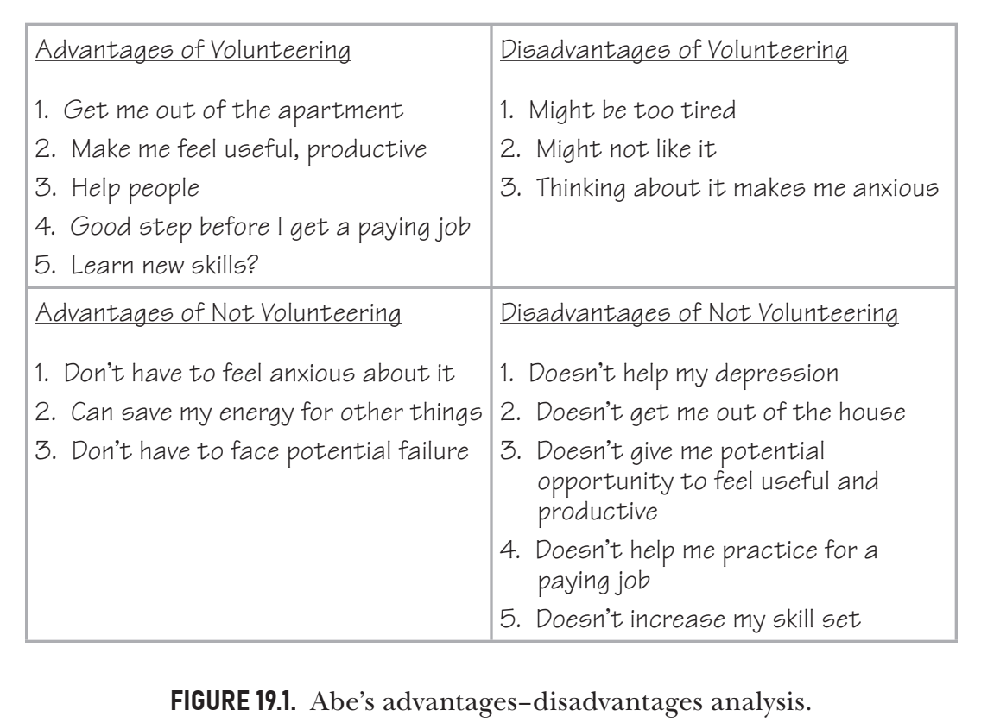 Advantages of Volunteering
1. Get me out of the apartment
2. Make me feel useful, productive
3. Help people
4. Good step before I get a paying job
5. Learn new skills?
Disadvantages of Volunteering
1. Might be too tired
2. Might not like it
3. Thinking about it makes me anxious
Advantages of Not Volunteering
1. Don’t have to feel anxious about it
2. Can save my energy for other things
3. Don’t have to face potential failure
Disadvantages of Not Volunteering
1. Doesn’t help my depression
2. Doesn’t get me out of the house
3. Doesn’t give me potential
opportunity to feel useful and
productive
4. Doesn’t help me practice for a
paying job
5. Doesn’t increase my skill set
FIGURE 19.1. Abe’s advantages–disadvantages analysis.